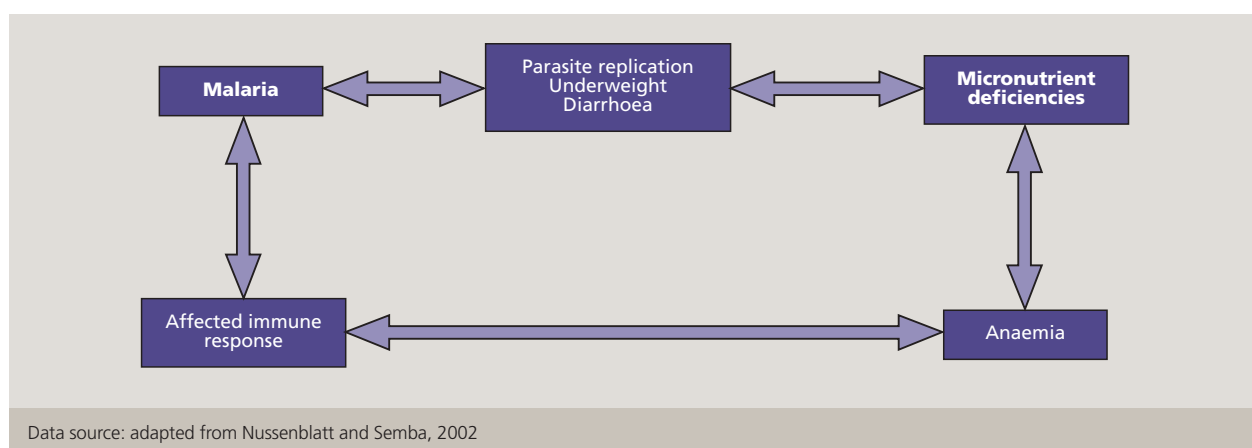 Malaria
Parasite replication
Underweight
Diarrhoea
Micronutrient
deficiencies
Affected immune
response
Anaemia
Data source: adapted from Nussenblatt and Semba, 2002